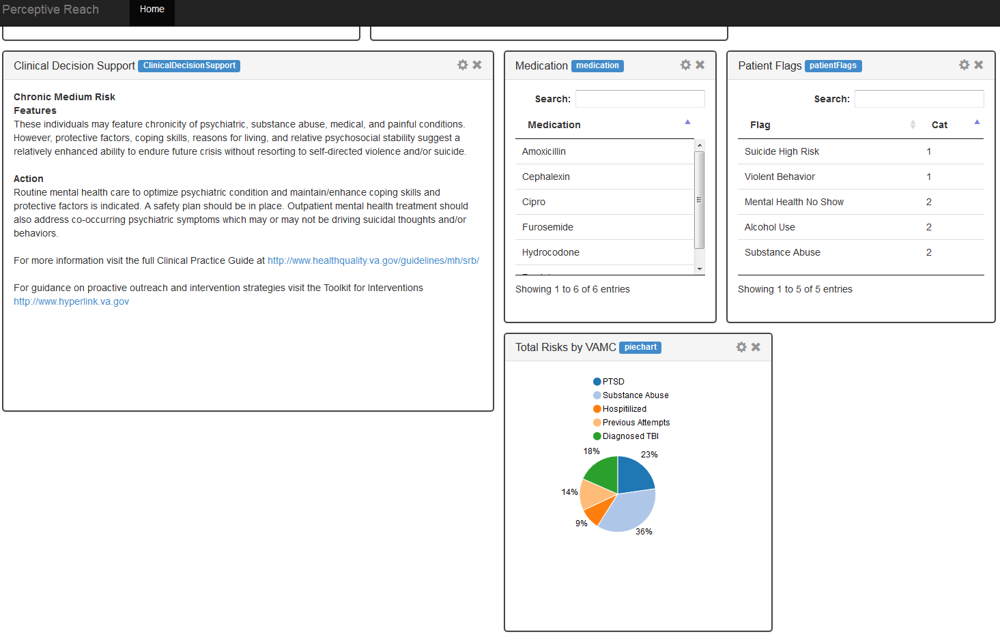 Perceptive Reach
Home
Clinical Decision Support ClinicalDecisionSupport
Chronic Medium Risk
Features
These individuals may feature chronicity of psychiatric, substance abuse, medical, and painful conditions.
However, protective factors, coping skills, reasons for living, and relative psychosocial stability suggest a
relatively enhanced ability to endure future crisis without resorting to self-directed violence and/or suicide.
Action
Routine mental health care to optimize psychiatric condition and maintain/enhance coping skills and
protective factors is indicated. A safety plan should be in place. Outpatient mental health treatment should
also address co-occurring psychiatric symptoms which may or may not be driving suicidal thoughts and/or
behaviors.
For more information visit the full Clinical Practice Guide at http://www.healthquality.va.gov/guidelines/mh/srb/
For guidance on proactive outreach and intervention strategies visit the Toolkit for Interventions
http://www.hyperlink.va.gov
Medication medication
Search:
Medication
Amoxicillin
Cephalexin
Cipro
Furosemide
Hydrocodone
Showing 1 to 6 of 6 entries
Patient Flags patientFlags
Search:
Flag Cat
Suicide High Risk 1
Violent Behavior 1
Mental Health No Show 2
Alcohol Use 2
Substance Abuse 2
Showing 1 to 5 of 5 entries
Total Risks by VAMC piechart
PTSD
Substance Abuse
Hospitilized
Previous Attempts
Diagnosed TBI
18%
23%
14%
9%
36%